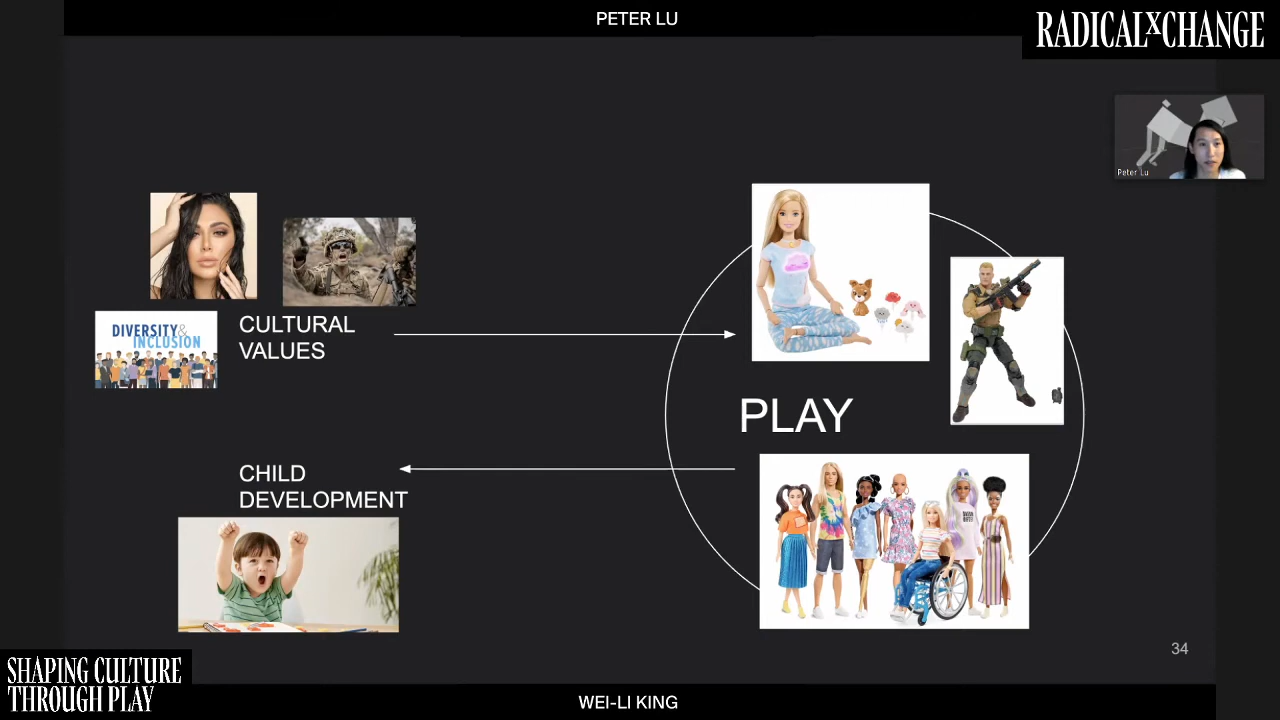 PETER LU
RADICALXCHANGE
Peter Lu
DIVERSITY&
INCLUSION
CULTURAL
VALUES
PLAY
CHILD
DEVELOPMENT
34
SHAPING CULTURE
THROUGH PLAY
WEI-LI KING